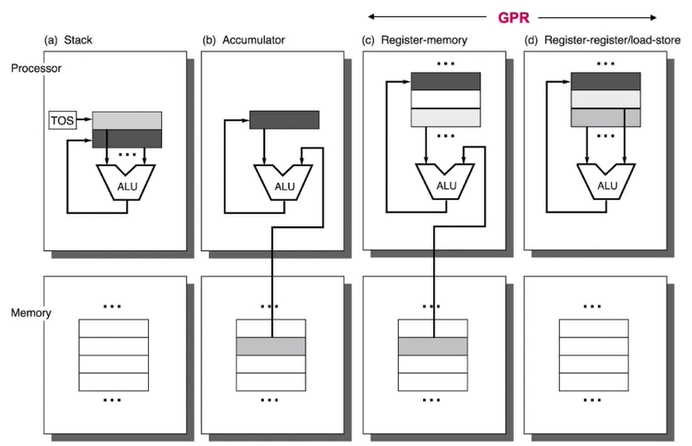 GPR
(a) Stack
(b) Accumulator
(c) Register-memory
(d) Register-register/load-store
Processor
...
...
TOS
...
...
...
ALU
ALU
ALU
ALU
Memory
...
...
...
...
...
...
...
...